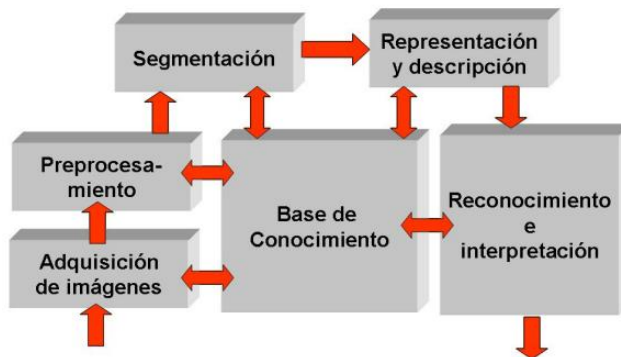 Segmentación
Representación
y descripción
Preprocesa-
miento
Base de
Conocimiento
Reconocimiento
e
interpretación
Adquisición
de imágenes